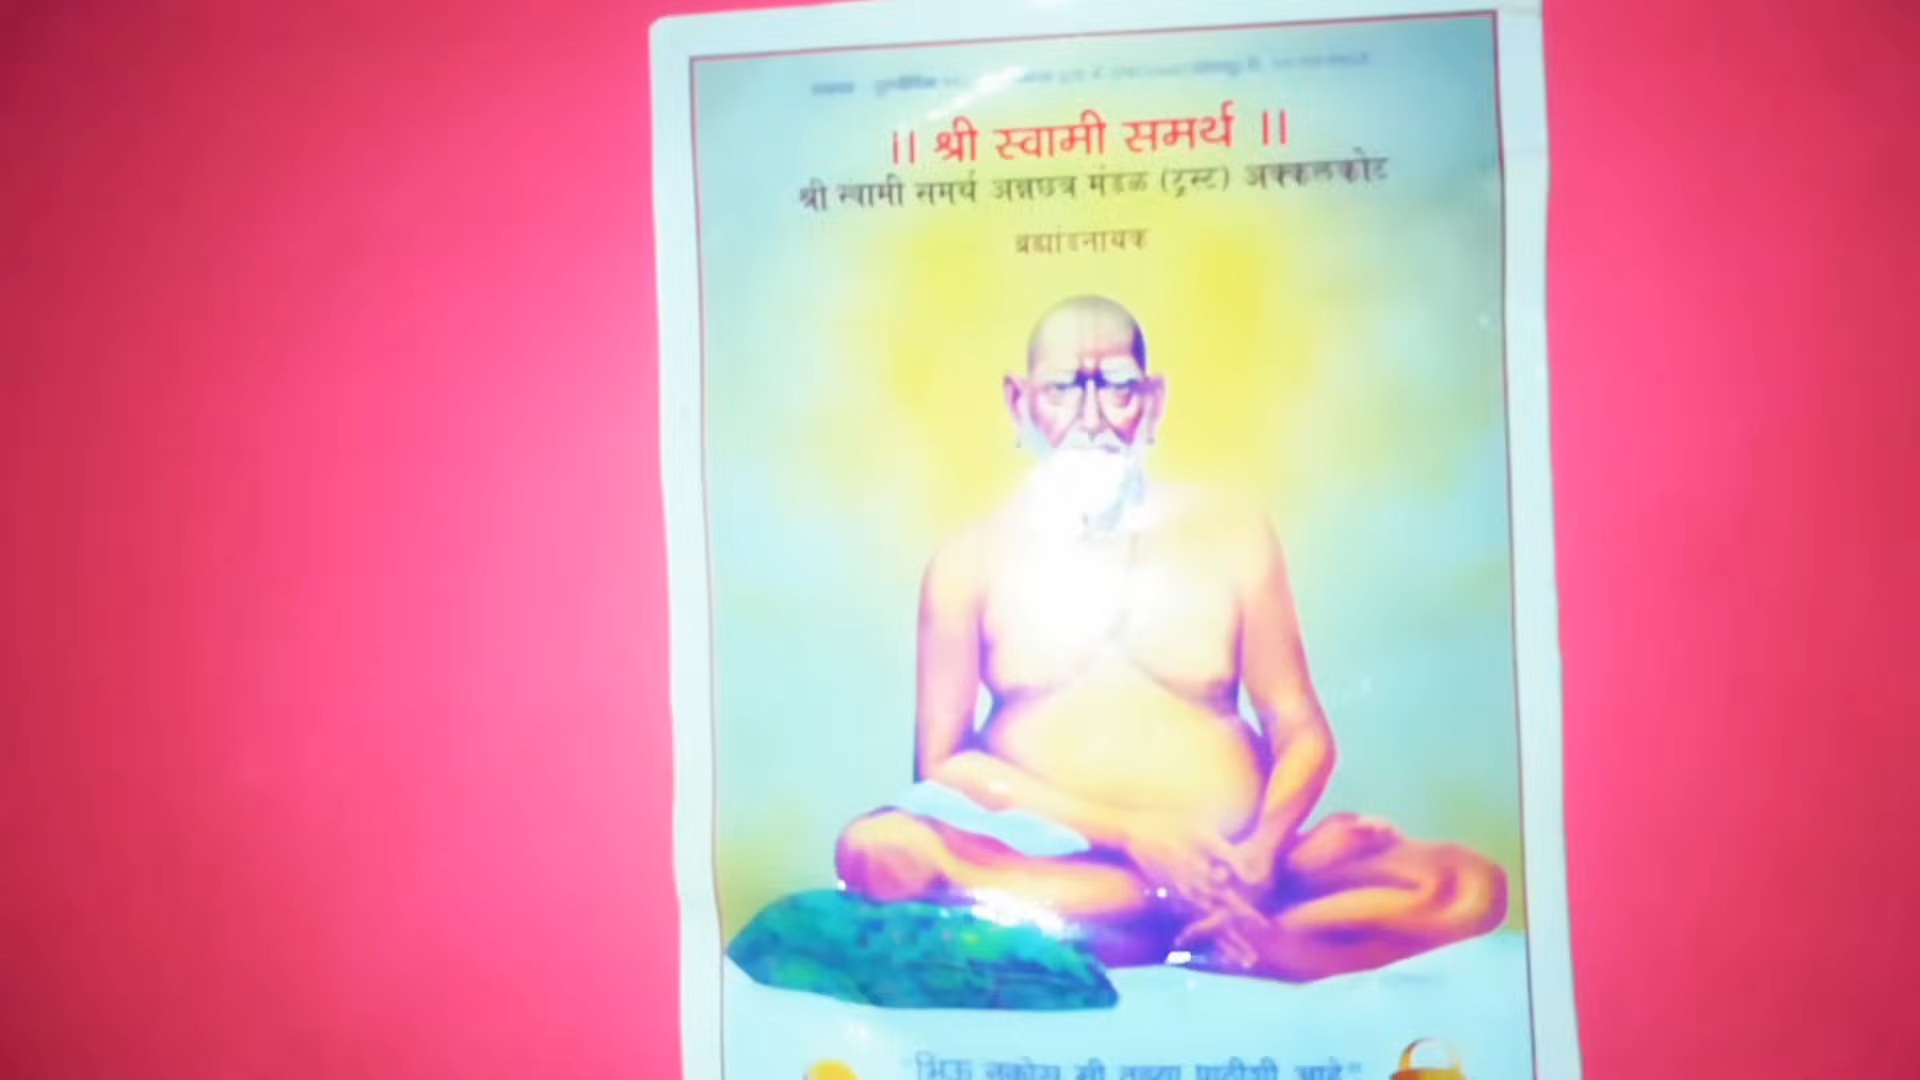 ।। श्री स्वामी समर्थ ।।
श्री स्वामी समर्थ अन्नछत्र मंडळ (ट्रस्ट) अक्कलकोट
ब्रह्मांडनायक
"भिऊ नकोस मी तुझ्या पाठीशी आहे"